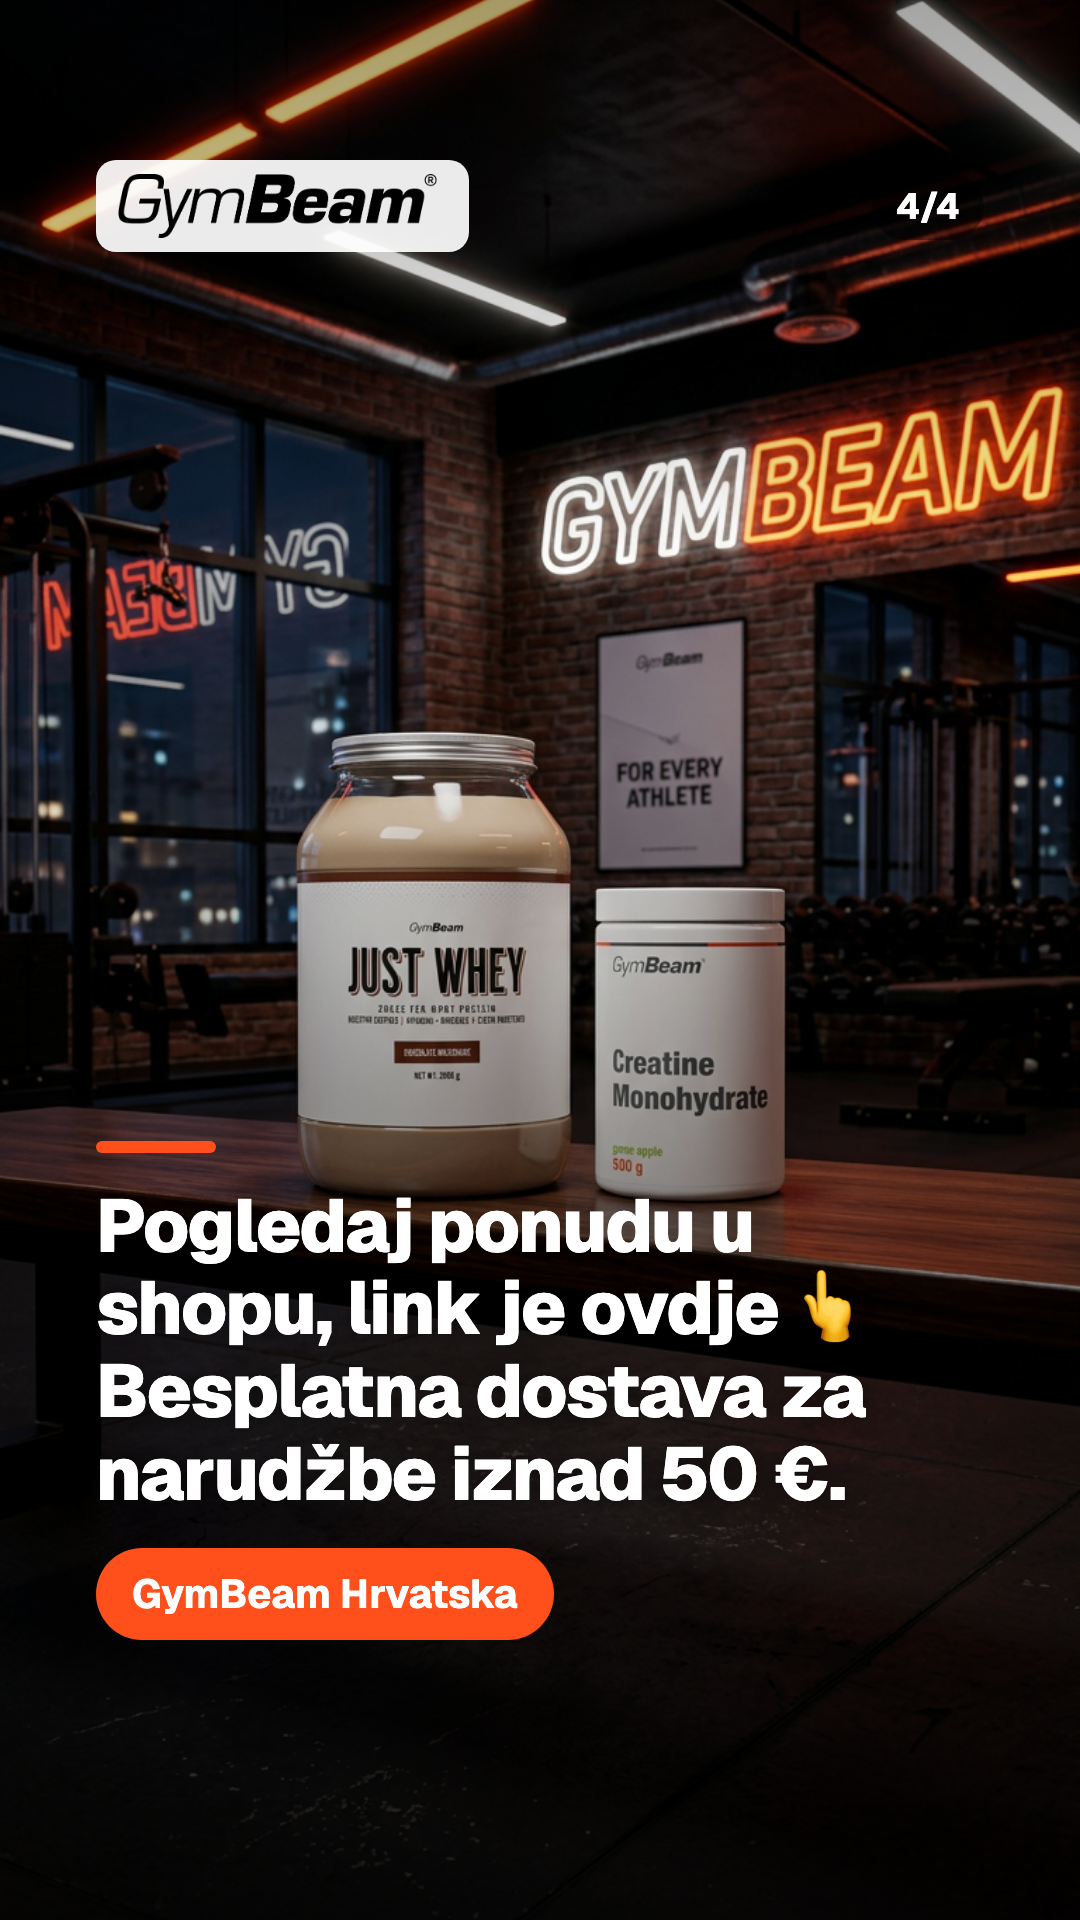 GymBeam®
4/4
GYMBEAM
GymBeam
FOR EVERY
ATHLETE
GymBeam
JUST WHEY
GymBeam
Creatine
Monohydrate
apple
500 g
Pogledaj ponudu u
shopu, link je ovdje 👆
Besplatna dostava za
narudžbe iznad 50 €.
GymBeam Hrvatska